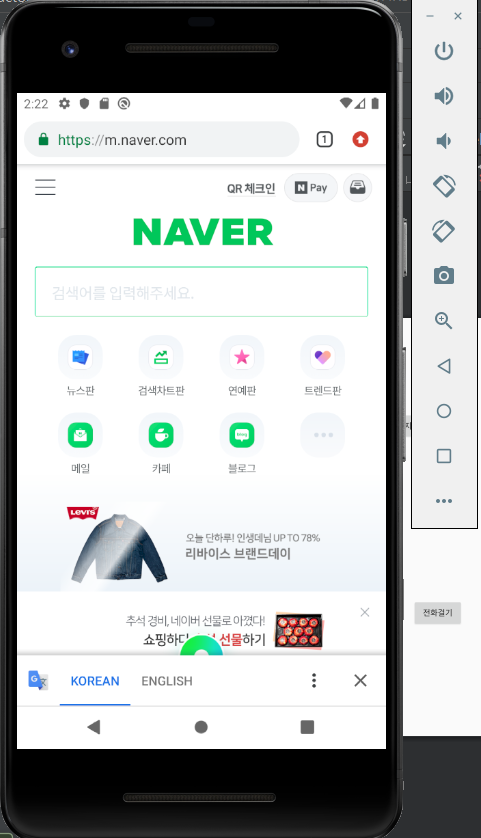 2:22
https://m.naver.com
1
QR 체크인
N Pay
NAVER
검색어를 입력해주세요.
뉴스판 검색차트판 연예판 트렌드판
메일 카페 블로그
Levi's
오늘 단하루! 인생데님 UP TO 78%
리바이스 브랜드데이
추석 경비, 네이버 선물로 아꼈다!
쇼핑하다 선물하기
G
KOREAN ENGLISH
전화걸기